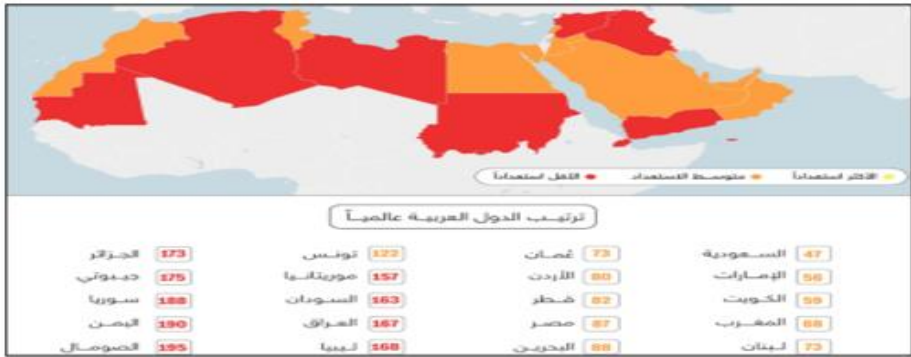 الأكثر استعداداً متوسط الاستعداد الأقل استعداداً
ترتيب الدول العربية عالمياً
47 السعودية 73 عُمان 122 تونس 173 الجزائر
56 الإمارات 80 الأردن 157 موريتانيا 175 جيبوتي
59 الكويت 82 قطر 163 السودان 188 سوريا
68 المغرب 87 مصر 167 العراق 190 اليمن
73 لبنان 88 البحرين 168 ليبيا 195 الصومال